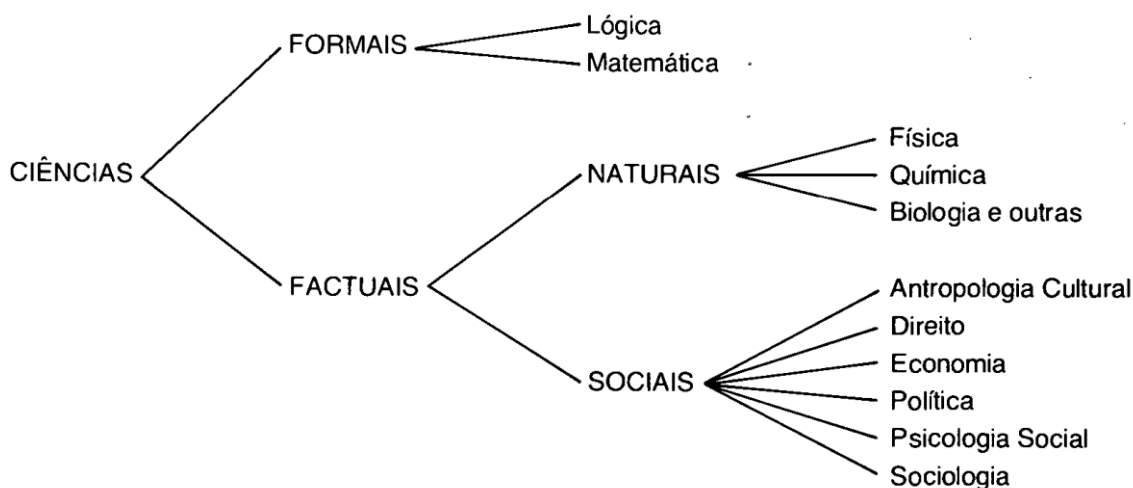 Lógica
FORMAIS
Matemática
Física
CIÊNCIAS
NATURAIS
Química
Biologia e outras
FACTUAIS
Antropologia Cultural
Direito
Economia
SOCIAIS
Política
Psicologia Social
Sociologia